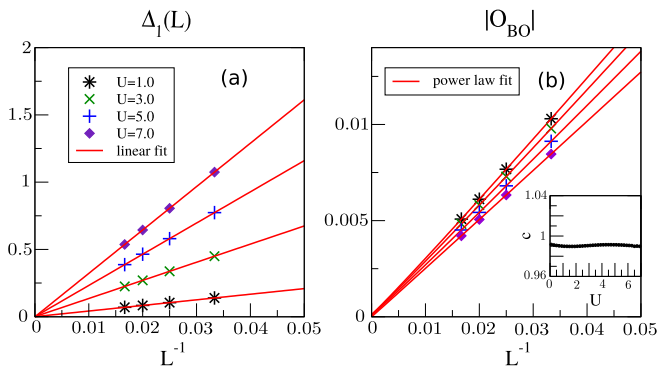 Δ_l(L)
2
1.5
1
0.5
0
0 0.01 0.02 0.03 0.04 0.05
L^-1
(a)
U=1.0
U=3.0
U=5.0
U=7.0
linear fit
|O_BO|
0.01
0.005
0
0 0.01 0.02 0.03 0.04 0.05
L^-1
power law fit
(b)
1.04
1
0.96
c
0 2 4 6
U